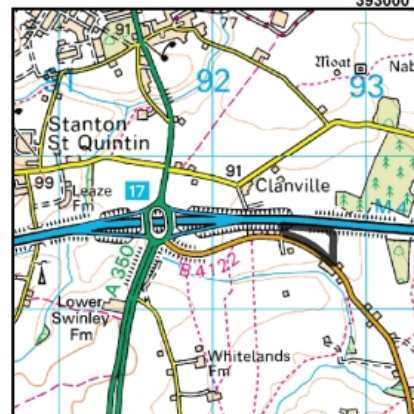 393000
91
77
Moat
Nab
92
93
Stanton
St Quintin
91
99
17
Leaze
Fm
Clanville
M 4
A 350
B 4122
Lower
Swinley
Fm
Whitelands
Fm